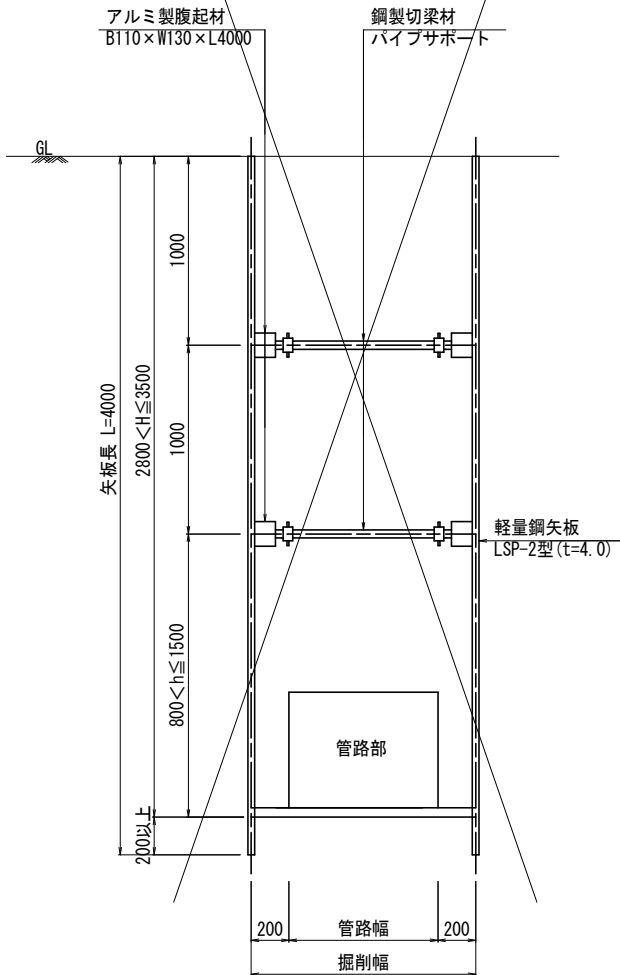 アルミ製腹起材
B110×W130×L4000
鋼製切梁材
パイプサポート
GL
1000
1000
800<h≦1500
2800<H≦3500
矢板長 L=4000
200以上
軽量鋼矢板
LSP-2型(t=4.0)
管路部
200
管路幅
200
掘削幅